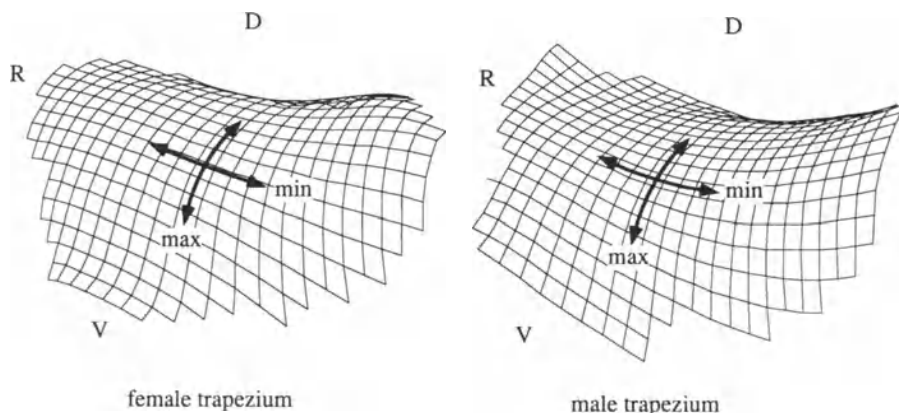 D
R
min
max
V
female trapezium
D
R
min
max
V
male trapezium